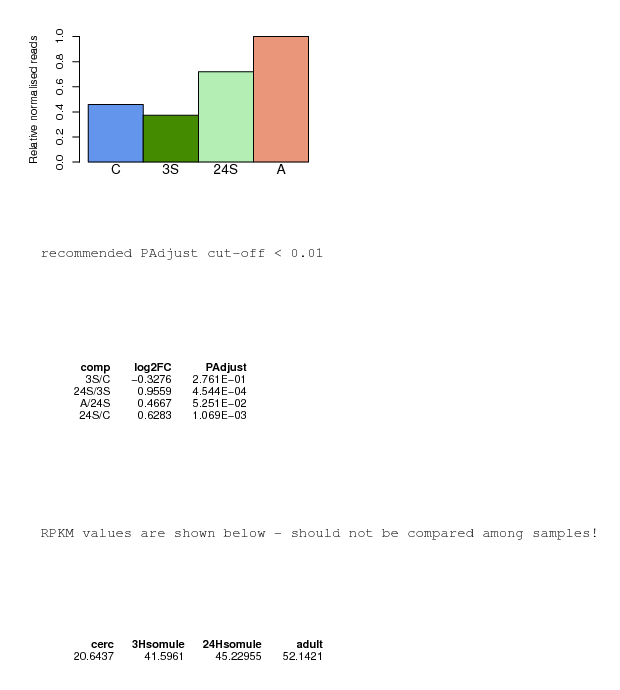 Relative normalised reads
1.0
0.8
0.6
0.4
0.2
0.0
C 3S 24S A
recommended PAdjust cut-off < 0.01
comp log2FC PAdjust
3S/C −0.3276 2.761E−01
24S/3S 0.9559 4.544E−04
A/24S 0.4667 5.251E−02
24S/C 0.6283 1.069E−03
RPKM values are shown below - should not be compared among samples!
cerc 3Hsomule 24Hsomule adult
20.6437 41.5961 45.22955 52.1421